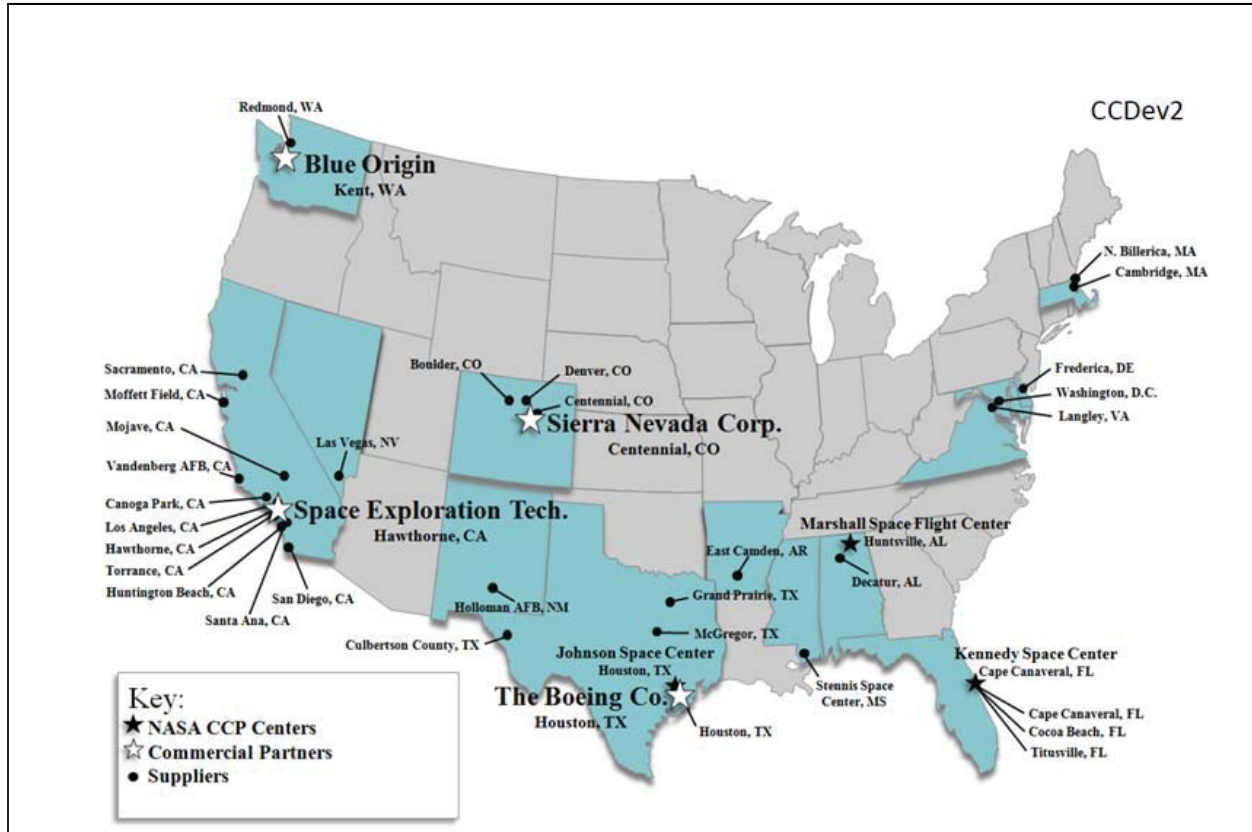 CCDev2
Redmond, WA
Blue Origin
Kent, WA
N. Billerica, MA
Cambridge, MA
Sacramento, CA
Moffett Field, CA
Mojave, CA
Vandenberg AFB, CA
Canoga Park, CA
Los Angeles, CA
Hawthorne, CA
Torrance, CA
Huntington Beach, CA
Santa Ana, CA
San Diego, CA
Las Vegas, NV
Space Exploration Tech.
Hawthorne, CA
Boulder, CO
Denver, CO
Centennial, CO
Sierra Nevada Corp.
Centennial, CO
Frederica, DE
Washington, D.C.
Langley, VA
Marshall Space Flight Center
Huntsville, AL
Decatur, AL
East Camden, AR
Grand Prairie, TX
McGregor, TX
Holloman AFB, NM
Culbertson County, TX
Johnson Space Center
Houston, TX
The Boeing Co.
Houston, TX
Houston, TX
Stennis Space
Center, MS
Kennedy Space Center
Cape Canaveral, FL
Cape Canaveral, FL
Cocoa Beach, FL
Titusville, FL
Key:
NASA CCP Centers
Commercial Partners
Suppliers